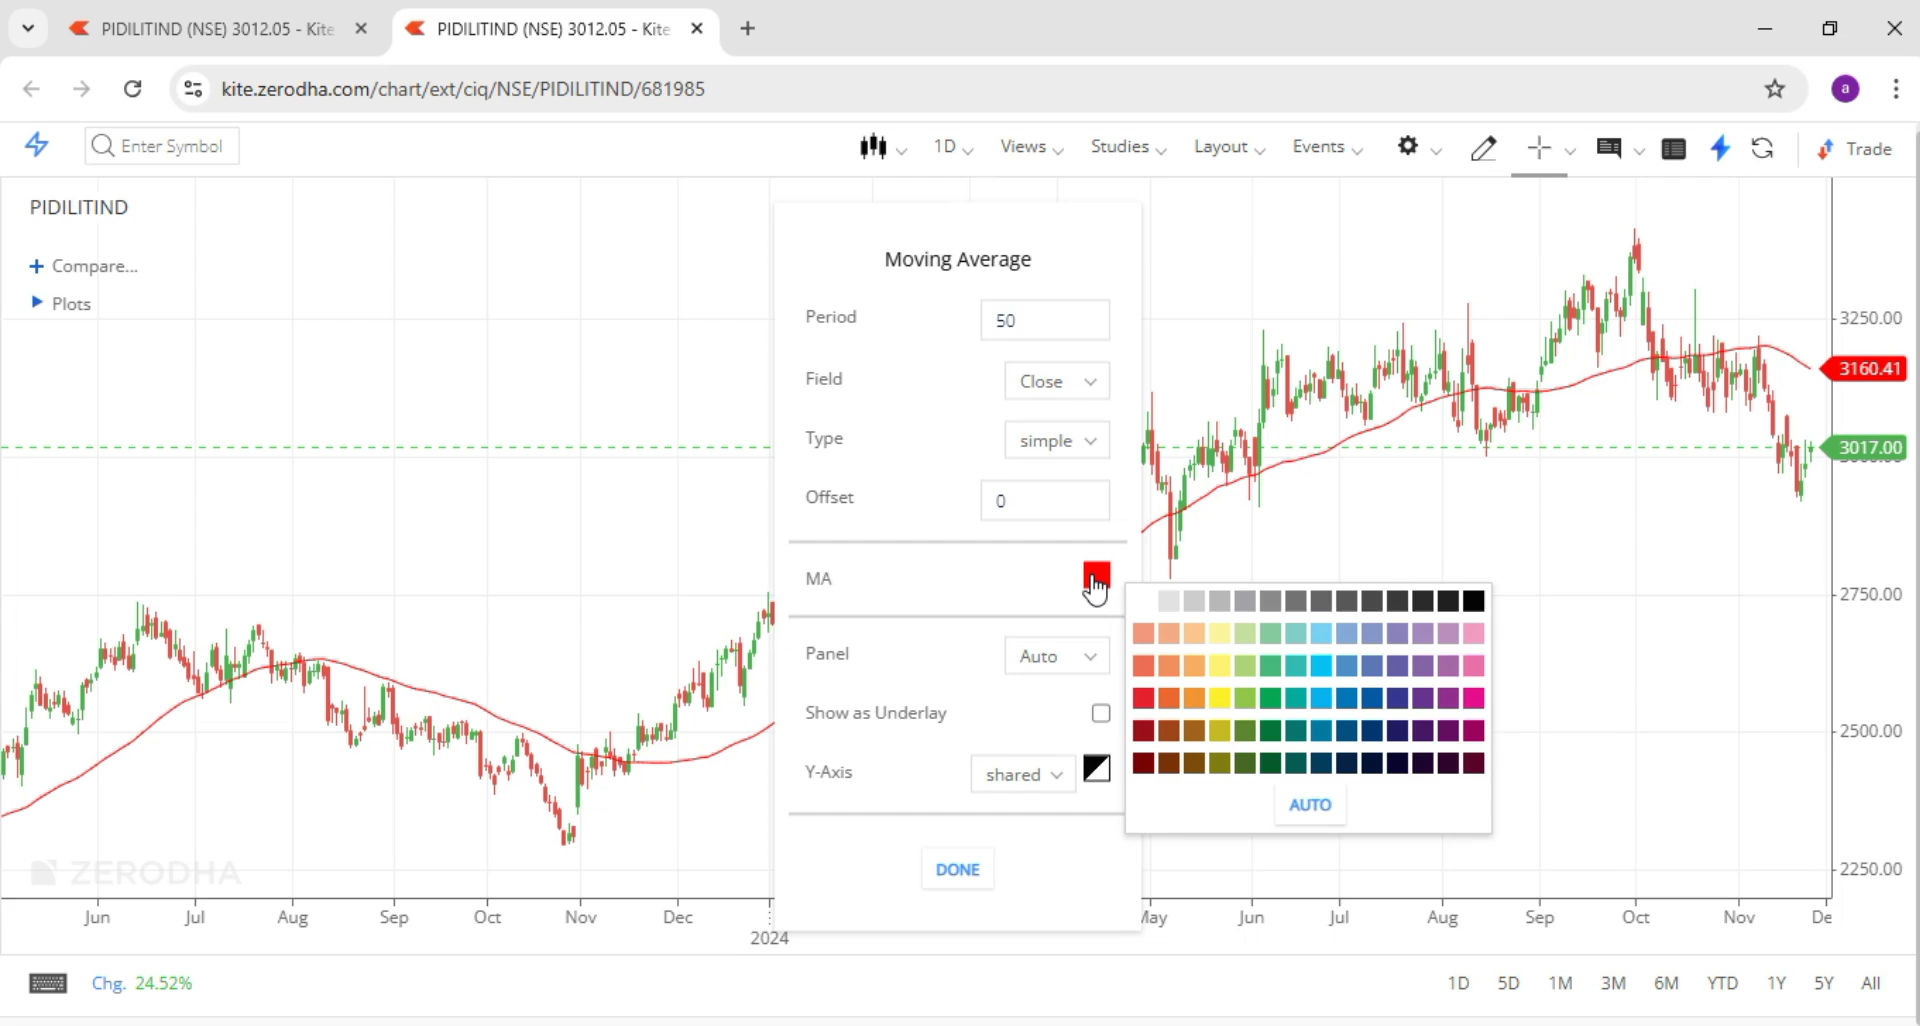 PIDILITIND (NSE) 3012.05 - Kite
PIDILITIND (NSE) 3012.05 - Kite
kite.zerodha.com/chart/ext/ciq/NSE/PIDILITIND/681985
a
Enter Symbol
1D
Views
Studies
Layout
Events
Trade
PIDILITIND
Compare...
Plots
Moving Average
Period
50
Field
Close
Type
simple
Offset
0
MA
Panel
Auto
Show as Underlay
Y-Axis
shared
DONE
AUTO
3250.00
3160.41
3017.00
2750.00
2500.00
2250.00
ZERODHA
Jun
Jul
Aug
Sep
Oct
Nov
Dec
2024
May
Jun
Jul
Aug
Sep
Oct
Nov
De
Chg. 24.52%
1D
5D
1M
3M
6M
YTD
1Y
5Y
All